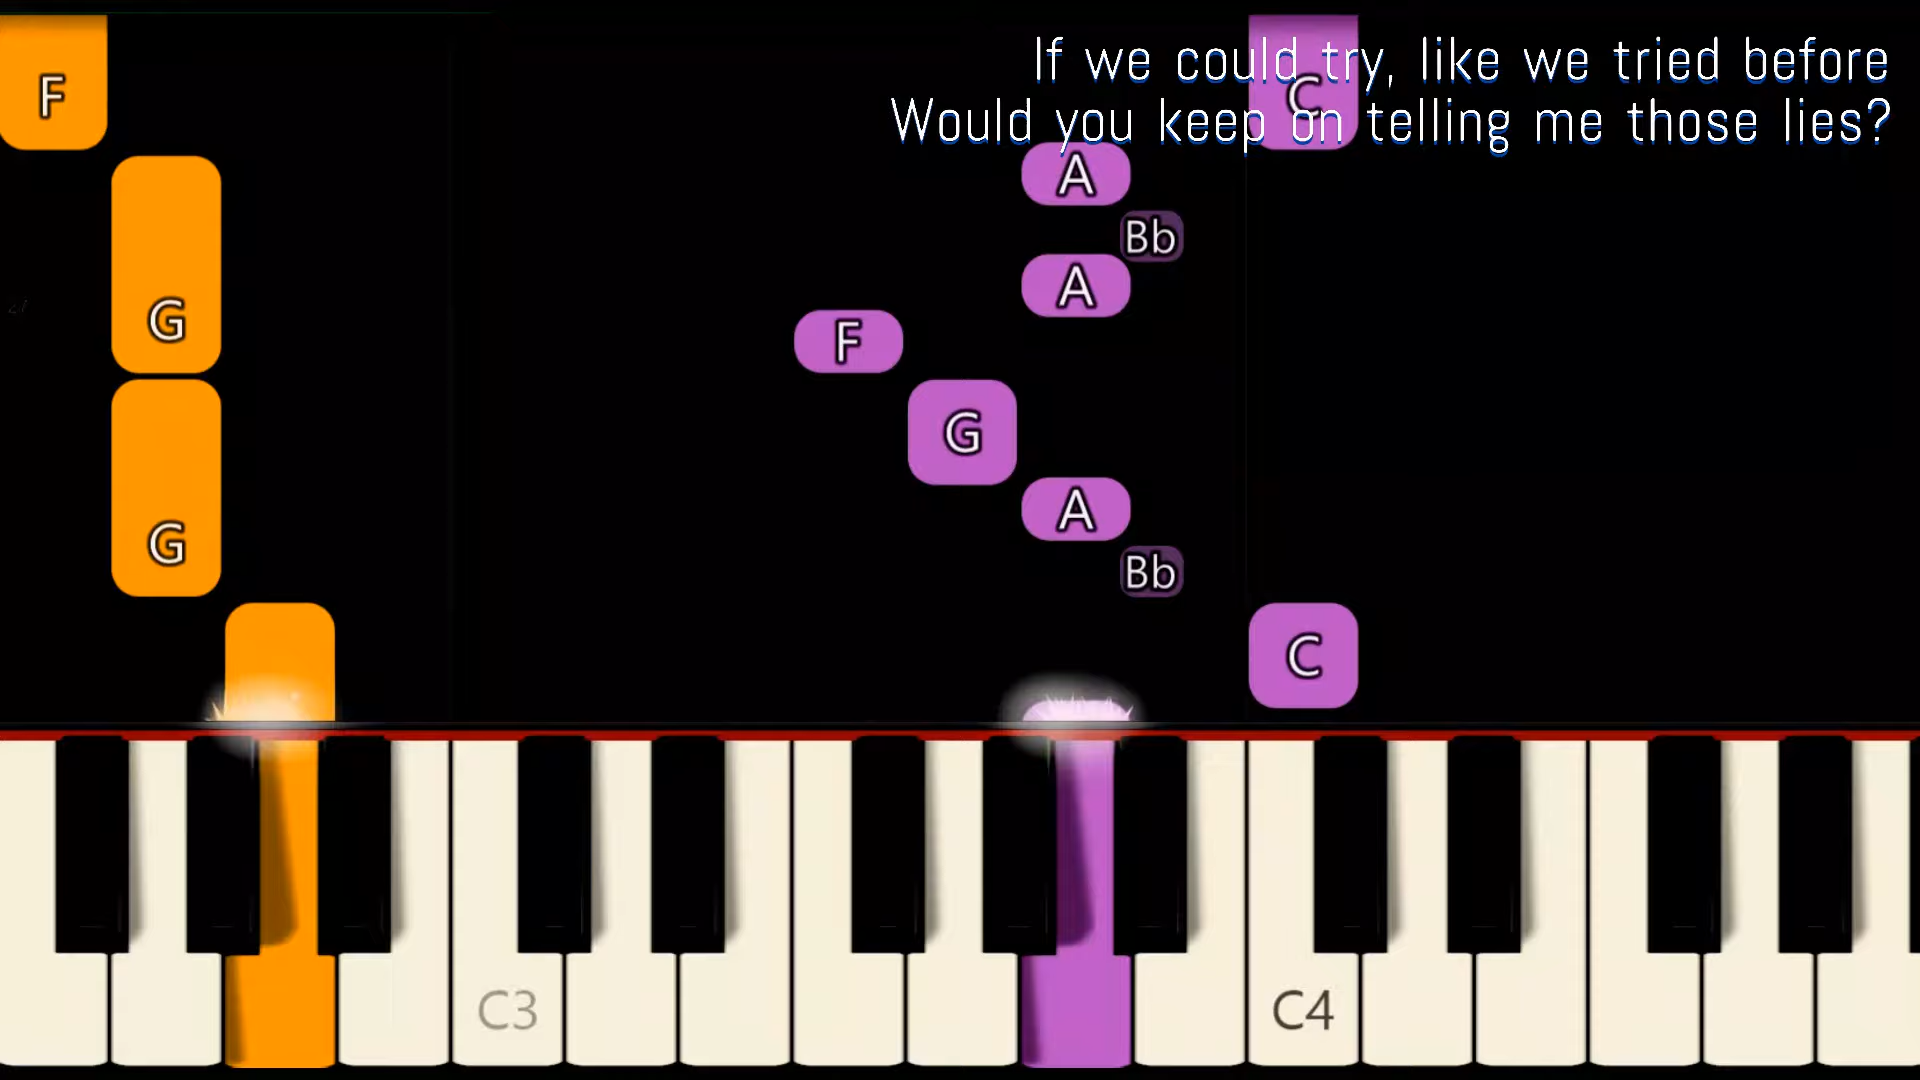 If we could try, like we tried before
Would you keep on telling me those lies?
F
C
A
Bb
A
G
F
G
A
G
Bb
C
C3
C4